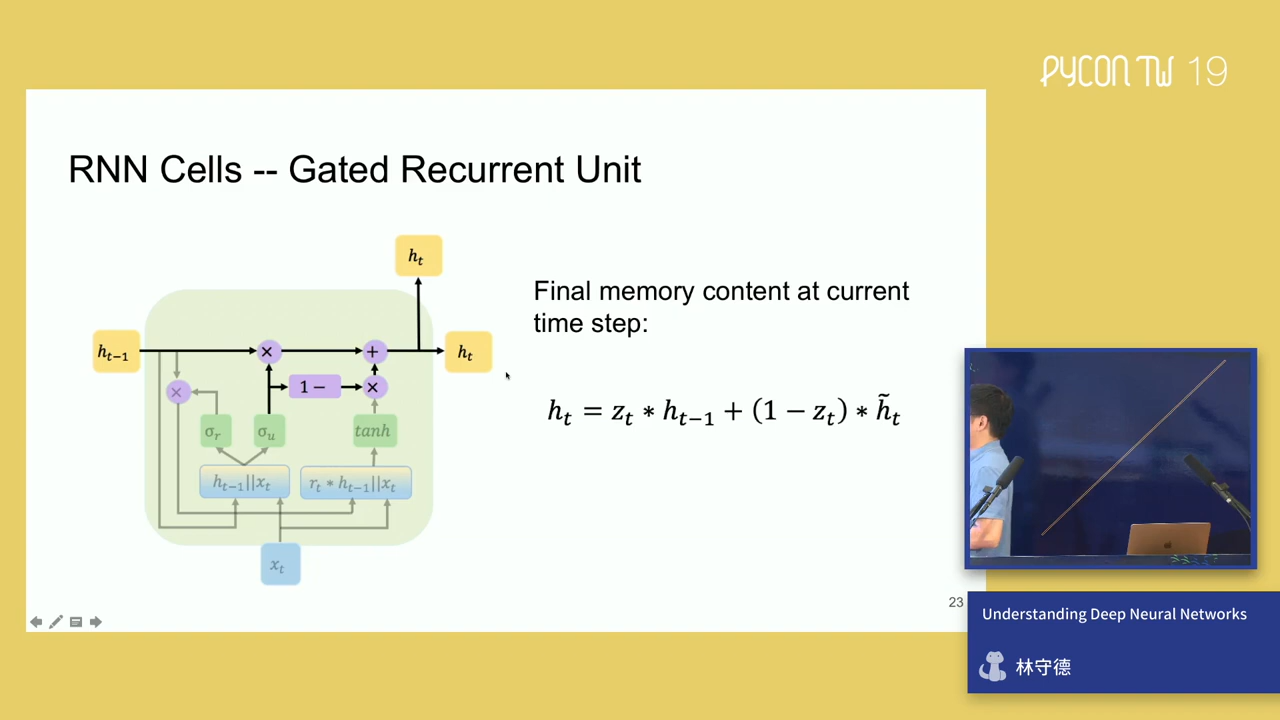 PYCON TW 19
RNN Cells -- Gated Recurrent Unit
h_t
Final memory content at current
time step:
h_{t-1}
×
+
h_t
×
1 −
×
h_t = z_t * h_{t-1} + (1 − z_t) * h̃_t
σ_r
σ_u
tanh
h_{t-1}||x_t
r_t * h_{t-1}||x_t
x_t
23
Understanding Deep Neural Networks
林守德